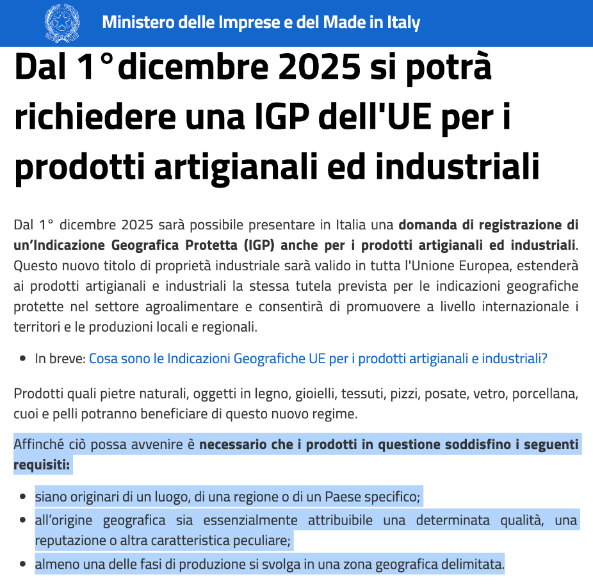 Ministero delle Imprese e del Made in Italy
Dal 1° dicembre 2025 si potrà
richiedere una IGP dell'UE per i
prodotti artigianali ed industriali
Dal 1° dicembre 2025 sarà possibile presentare in Italia una domanda di registrazione di
un'Indicazione Geografica Protetta (IGP) anche per i prodotti artigianali ed industriali.
Questo nuovo titolo di proprietà industriale sarà valido in tutta l'Unione Europea, estenderà
ai prodotti artigianali e industriali la stessa tutela prevista per le indicazioni geografiche
protette nel settore agroalimentare e consentirà di promuovere a livello internazionale i
territori e le produzioni locali e regionali.
• In breve: Cosa sono le Indicazioni Geografiche UE per i prodotti artigianali e industriali?
Prodotti quali pietre naturali, oggetti in legno, gioielli, tessuti, pizzi, posate, vetro, porcellana,
cuoi e pelli potranno beneficiare di questo nuovo regime.
Affinché ciò possa avvenire è necessario che i prodotti in questione soddisfino i seguenti
requisiti:
• siano originari di un luogo, di una regione o di un Paese specifico;
• all'origine geografica sia essenzialmente attribuibile una determinata qualità, una
reputazione o altra caratteristica peculiare;
• almeno una delle fasi di produzione si svolga in una zona geografica delimitata.